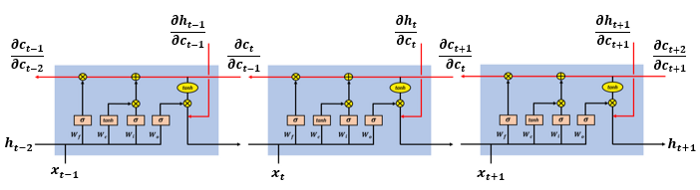 ∂h_{t-1}/∂c_{t-1} ∂h_t/∂c_t ∂h_{t+1}/∂c_{t+1}
∂c_{t-1}/∂c_{t-2} ∂c_t/∂c_{t-1} ∂c_{t+1}/∂c_t ∂c_{t+2}/∂c_{t+1}
tanh tanh tanh
σ tanh σ σ σ tanh σ σ σ tanh σ σ
W_f W_c W_i W_o W_f W_c W_i W_o W_f W_c W_i W_o
h_{t-2} h_{t+1}
x_{t-1} x_t x_{t+1}